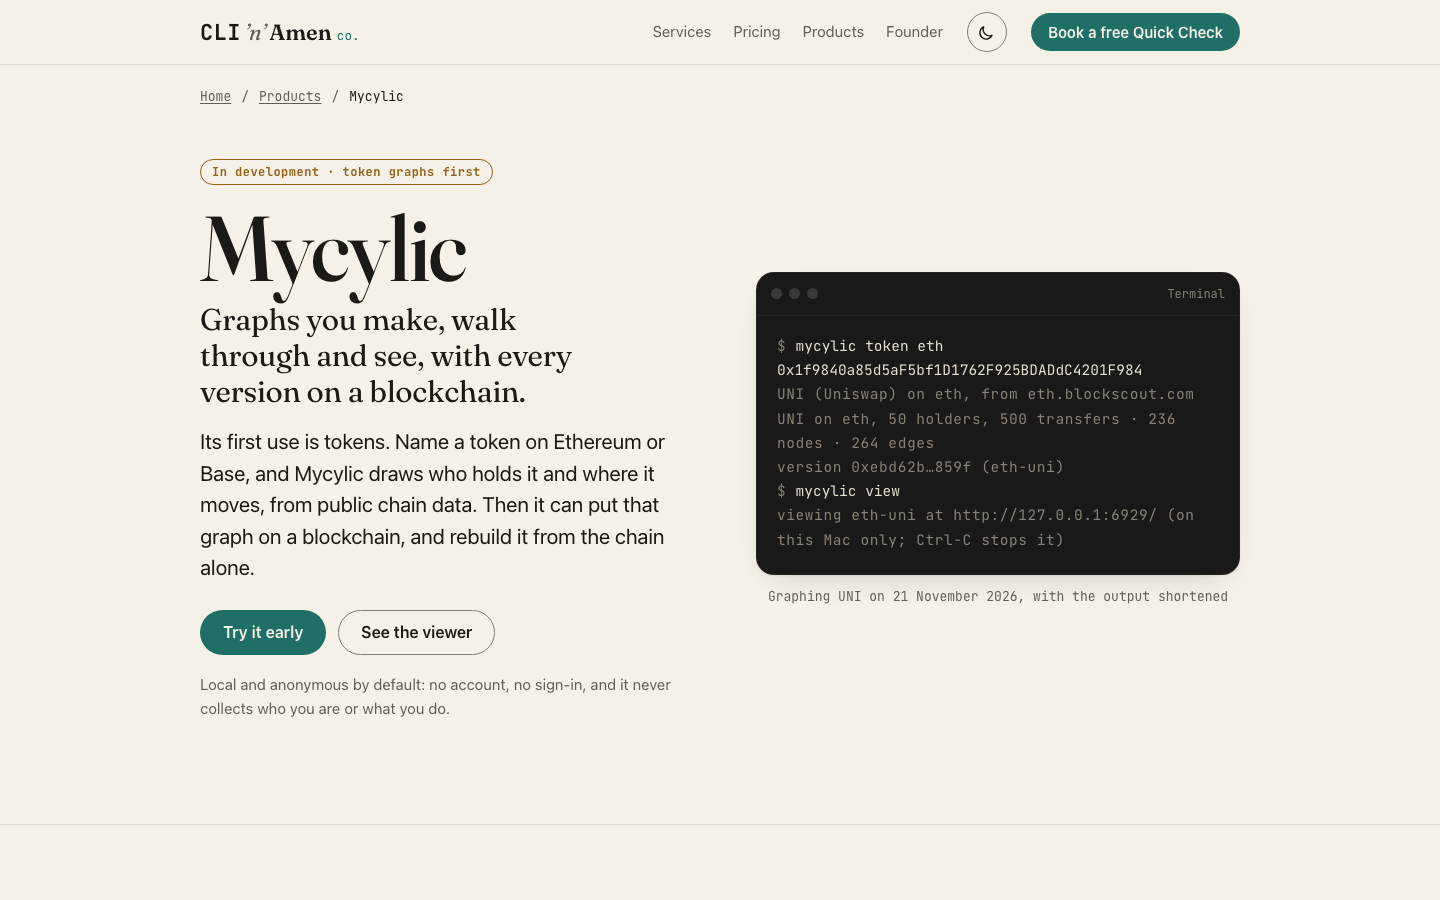 CLI 'n' Amen co.
Services Pricing Products Founder Book a free Quick Check
Home / Products / Mycylic
In development · token graphs first
Mycylic
Graphs you make, walk
through and see, with every
version on a blockchain.
Its first use is tokens. Name a token on Ethereum or
Base, and Mycylic draws who holds it and where it
moves, from public chain data. Then it can put that
graph on a blockchain, and rebuild it from the chain
alone.
Try it early See the viewer
Local and anonymous by default: no account, no sign-in, and it never
collects who you are or what you do.
Terminal
$ mycylic token eth
0x1f9840a85d5aF5bf1D1762F925BDADdC4201F984
UNI (Uniswap) on eth, from eth.blockscout.com
UNI on eth, 50 holders, 500 transfers · 236
nodes · 264 edges
version 0xebd62b…859f (eth-uni)
$ mycylic view
viewing eth-uni at http://127.0.0.1:6929/ (on
this Mac only; Ctrl-C stops it)
Graphing UNI on 21 November 2026, with the output shortened